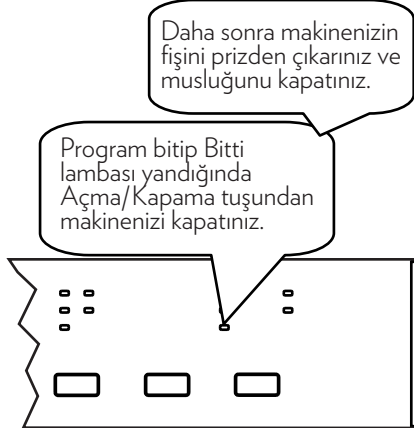 Daha sonra makinenizin
fişini prizden çıkarınız ve
musluğunu kapatınız.
Program bitip Bitti
lambası yandığında
Açma/Kapama tuşundan
makinenizi kapatınız.